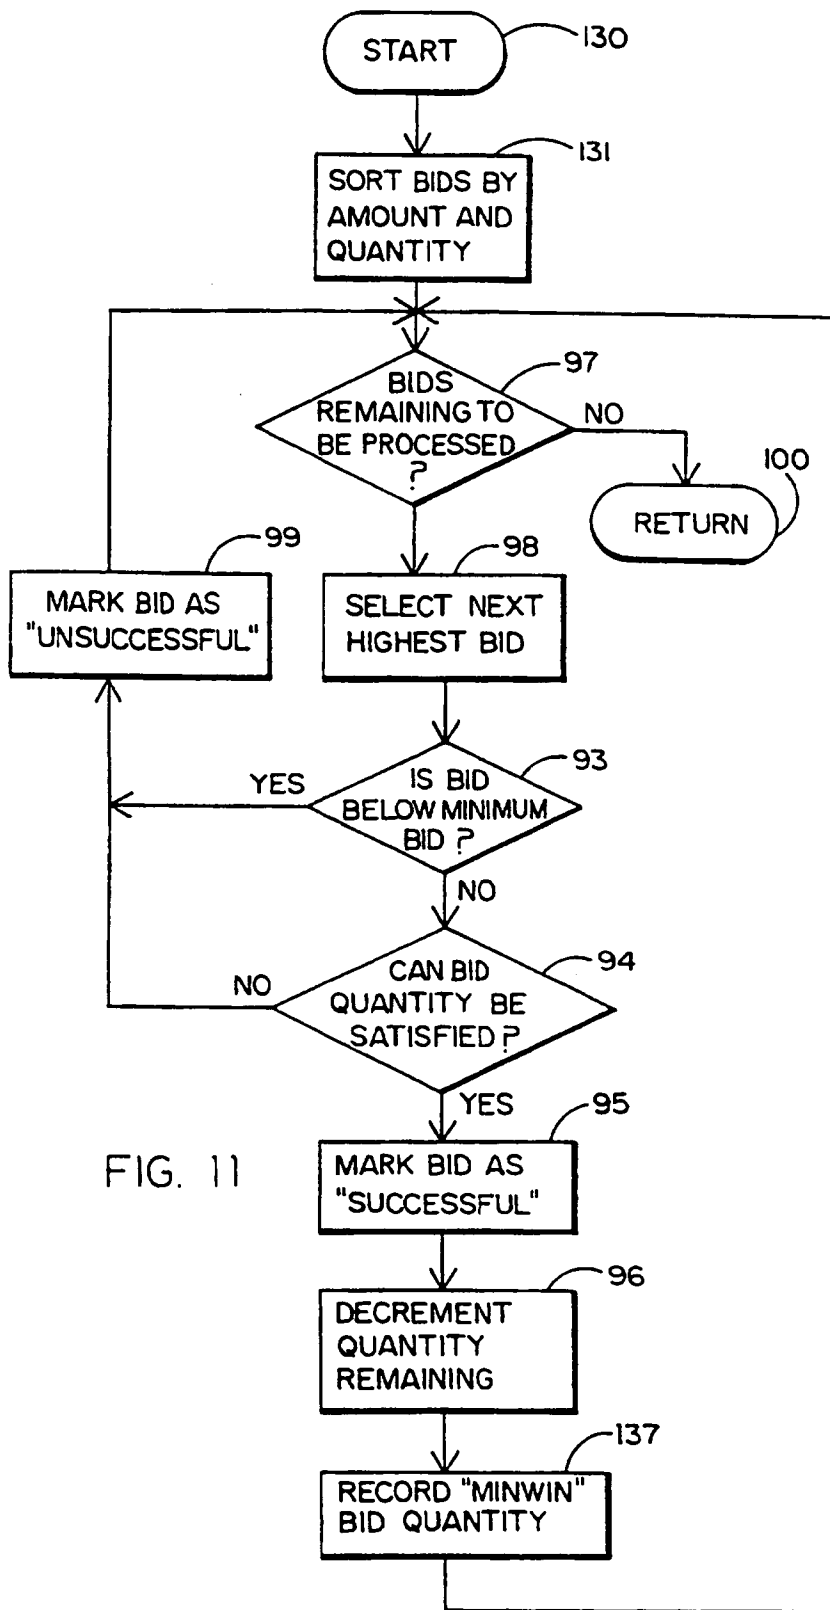 START
130
131
SORT BIDS BY
AMOUNT AND
QUANTITY
97
BIDS
REMAINING TO
BE PROCESSED
?
NO
100
RETURN
99
MARK BID AS
"UNSUCCESSFUL"
98
SELECT NEXT
HIGHEST BID
93
YES
IS BID
BELOW MINIMUM
BID ?
NO
94
NO
CAN BID
QUANTITY BE
SATISFIED ?
YES
95
FIG. 11
MARK BID AS
"SUCCESSFUL"
96
DECREMENT
QUANTITY
REMAINING
137
RECORD "MINWIN"
BID QUANTITY